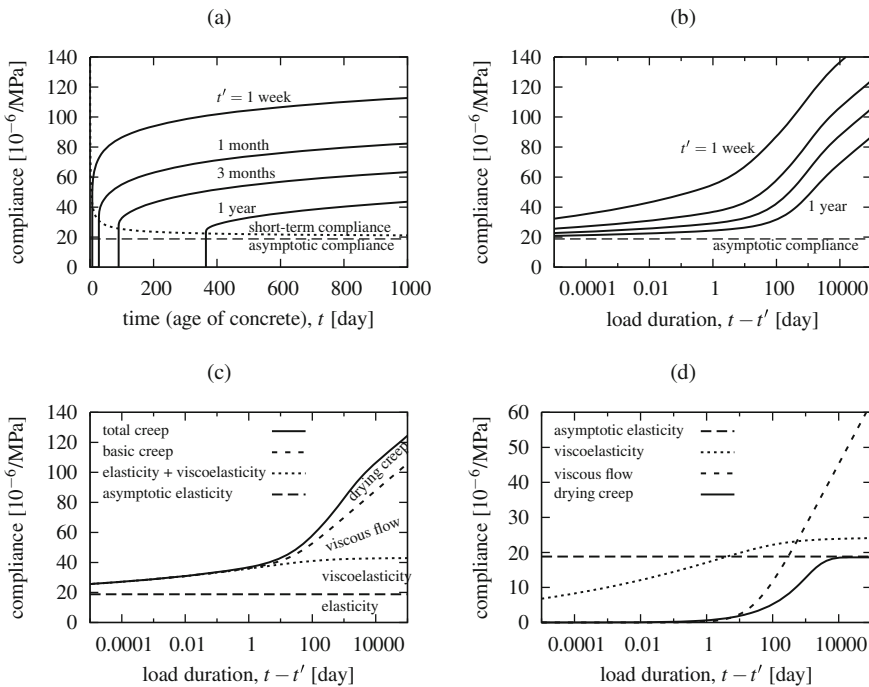 (a)
140
120
100
80
60
40
20
0
compliance [10⁻⁶/MPa]
t′ = 1 week
1 month
3 months
1 year
short-term compliance
asymptotic compliance
0 200 400 600 800 1000
time (age of concrete), t [day]
(b)
140
120
100
80
60
40
20
0
compliance [10⁻⁶/MPa]
t′ = 1 week
1 year
asymptotic compliance
0.0001 0.01 1 100 10000
load duration, t − t′ [day]
(c)
140
120
100
80
60
40
20
0
compliance [10⁻⁶/MPa]
total creep
basic creep
elasticity + viscoelasticity
asymptotic elasticity
drying creep
viscous flow
viscoelasticity
elasticity
0.0001 0.01 1 100 10000
load duration, t − t′ [day]
(d)
60
50
40
30
20
10
0
compliance [10⁻⁶/MPa]
asymptotic elasticity
viscoelasticity
viscous flow
drying creep
0.0001 0.01 1 100 10000
load duration, t − t′ [day]